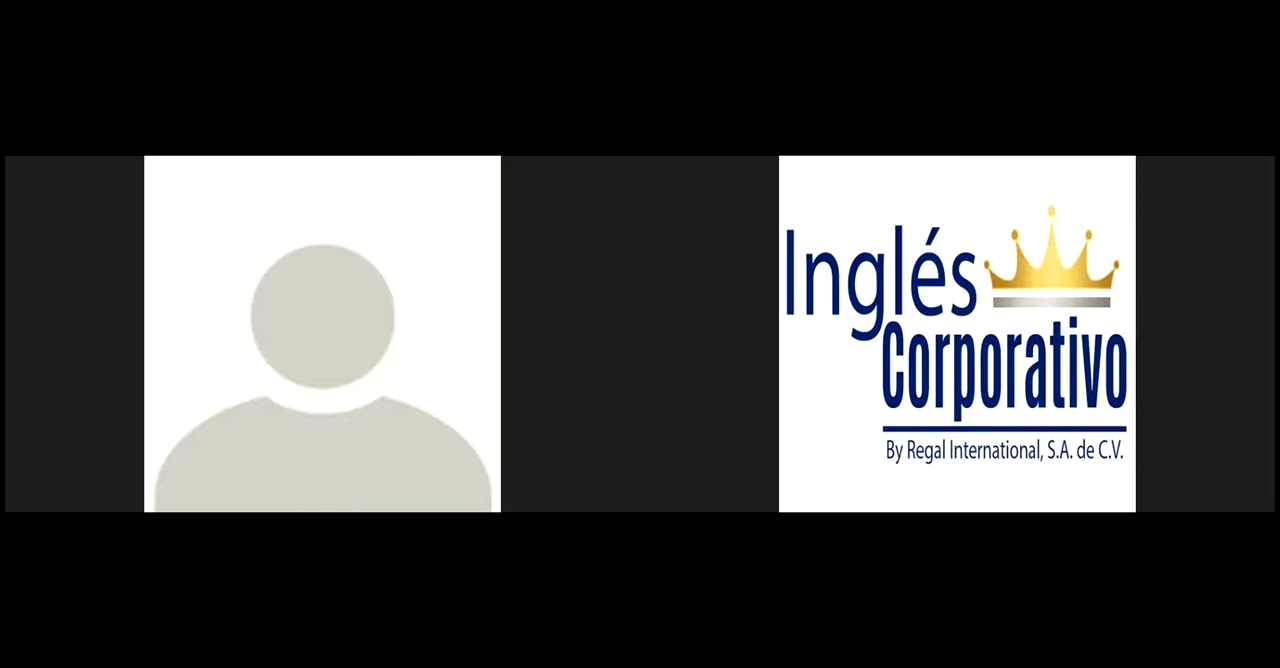 Inglés
Corporativo
By Regal International, S.A. de C.V.